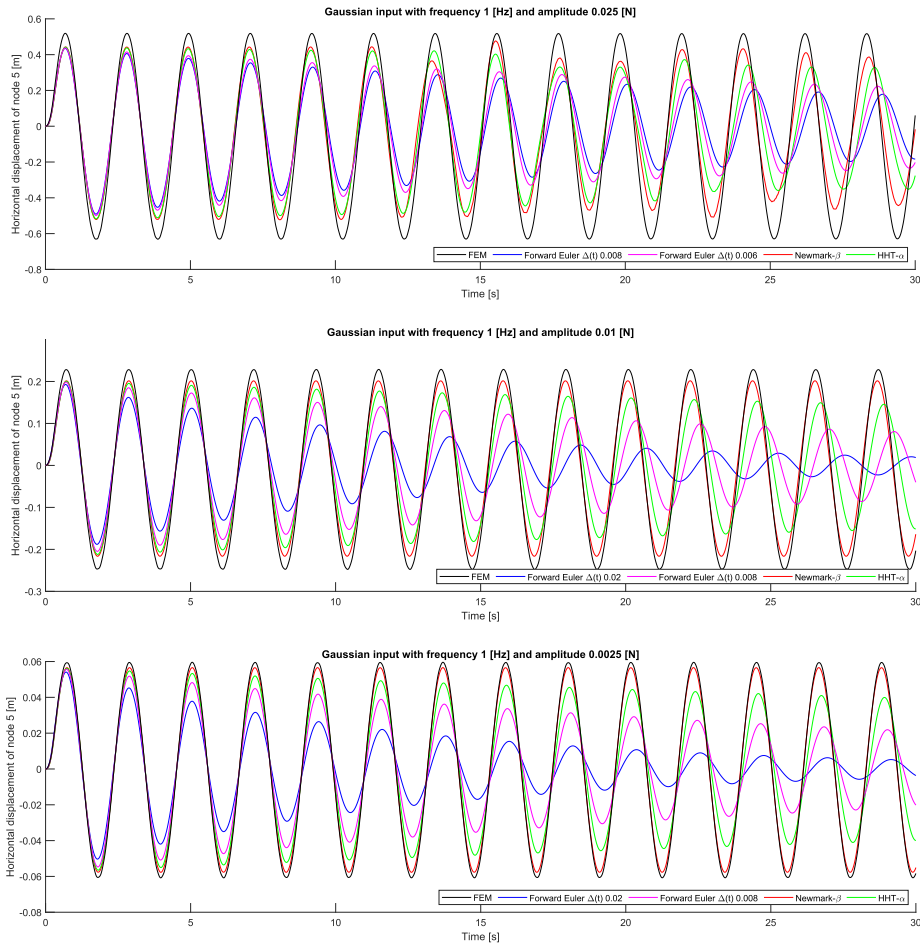 Gaussian input with frequency 1 [Hz] and amplitude 0.025 [N]
Horizontal displacement of node 5 [m]
0.6
0.4
0.2
0
-0.2
-0.4
-0.6
-0.8
FEM Forward Euler Δ(t) 0.008 Forward Euler Δ(t) 0.006 Newmark-β HHT-α
0 5 10 15 20 25 30
Time [s]
Gaussian input with frequency 1 [Hz] and amplitude 0.01 [N]
Horizontal displacement of node 5 [m]
0.2
0.1
0
-0.1
-0.2
-0.3
FEM Forward Euler Δ(t) 0.02 Forward Euler Δ(t) 0.008 Newmark-β HHT-α
0 5 10 15 20 25 30
Time [s]
Gaussian input with frequency 1 [Hz] and amplitude 0.0025 [N]
Horizontal displacement of node 5 [m]
0.06
0.04
0.02
0
-0.02
-0.04
-0.06
-0.08
FEM Forward Euler Δ(t) 0.02 Forward Euler Δ(t) 0.008 Newmark-β HHT-α
0 5 10 15 20 25 30
Time [s]